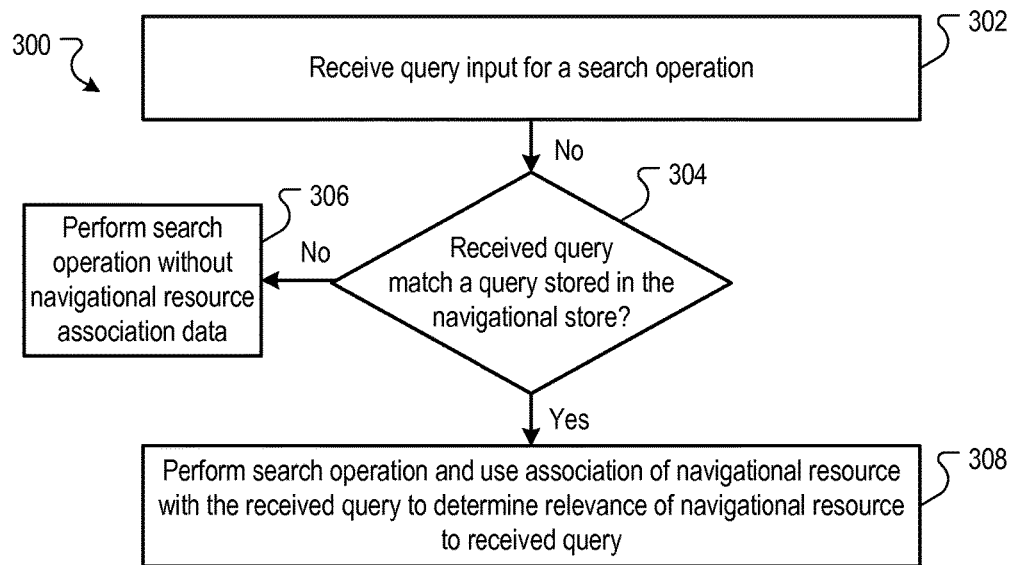 300
302
Receive query input for a search operation
No
304
306
Perform search
operation without
navigational resource
association data
No
Received query
match a query stored in the
navigational store?
Yes
308
Perform search operation and use association of navigational resource
with the received query to determine relevance of navigational resource
to received query